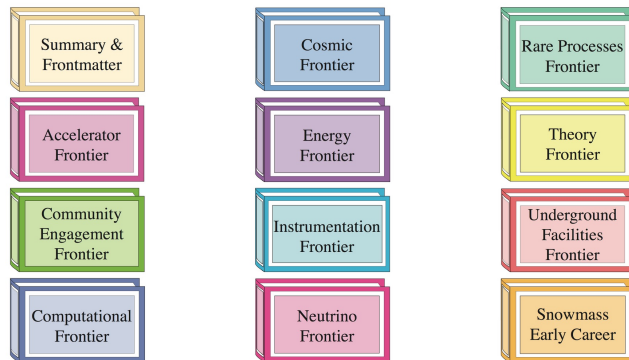 Summary &
Frontmatter
Cosmic
Frontier
Rare Processes
Frontier
Accelerator
Frontier
Energy
Frontier
Theory
Frontier
Community
Engagement
Frontier
Instrumentation
Frontier
Underground
Facilities
Frontier
Computational
Frontier
Neutrino
Frontier
Snowmass
Early Career